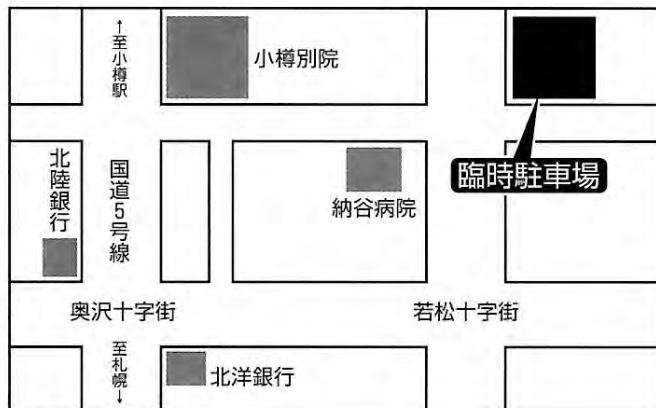 ↑至小樽駅
小樽別院
北陸銀行
国道5号線
納谷病院
臨時駐車場
奥沢十字街
若松十字街
至札幌↓
北洋銀行